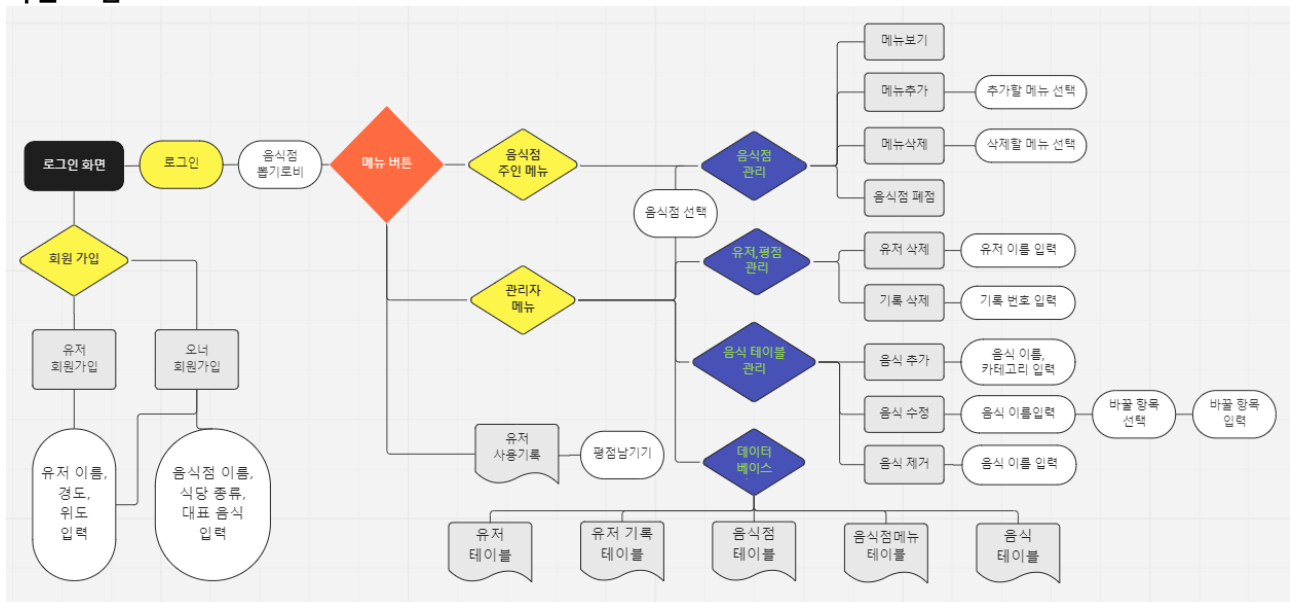 메뉴보기
메뉴추가
추가할 메뉴 선택
로그인 화면
로그인
음식점
뽑기로비
메뉴 버튼
음식점
주인 메뉴
음식점
관리
메뉴삭제
삭제할 메뉴 선택
음식점 폐점
음식점 선택
회원 가입
관리자
메뉴
유저,평점
관리
유저 삭제
유저 이름 입력
기록 삭제
기록 번호 입력
유저
회원가입
오너
회원가입
음식 테이블
관리
음식 추가
음식 이름,
카테고리 입력
음식 수정
음식 이름입력
바꿀 항목
선택
바꿀 항목
입력
음식 제거
음식 이름 입력
유저
사용기록
평점남기기
데이터
베이스
유저 이름,
경도,
위도
입력
음식점 이름,
식당 종류,
대표 음식
입력
유저
테이블
유저 기록
테이블
음식점
테이블
음식점메뉴
테이블
음식
테이블